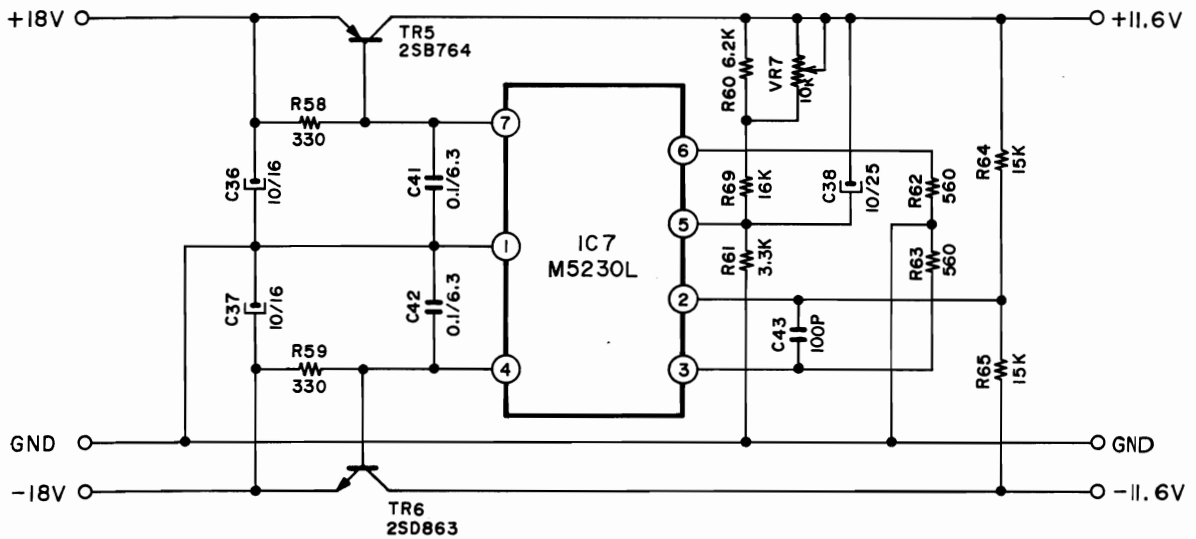 +18V
+11.6V
TR5
2SB764
R60 6.2K
VR7
10K
R58
330
7
6
C36
10/16
C41
0.1/6.3
R69
16K
C38
10/25
R62
560
R64
15K
5
1
IC7
M5230L
R61
3.3K
R63
560
C37
10/16
C42
0.1/6.3
2
C43
100P
R59
330
4
3
R65
15K
GND
GND
-18V
-11.6V
TR6
2SD863